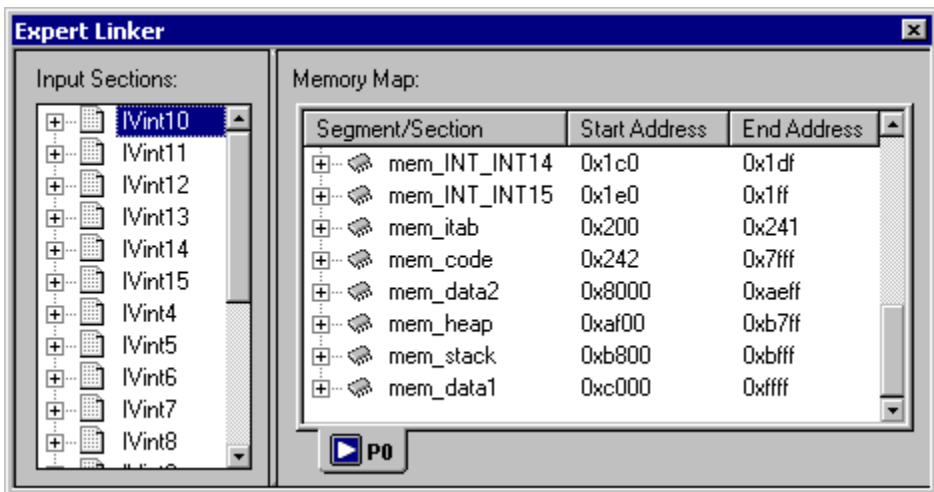 Expert Linker
Input Sections:
IVint10
IVint11
IVint12
IVint13
IVint14
IVint15
IVint4
IVint5
IVint6
IVint7
IVint8
Memory Map:
Segment/Section Start Address End Address
mem_INT_INT14 0x1c0 0x1df
mem_INT_INT15 0x1e0 0x1ff
mem_itab 0x200 0x241
mem_code 0x242 0x7fff
mem_data2 0x8000 0xaeff
mem_heap 0xaf00 0xb7ff
mem_stack 0xb800 0xbfff
mem_data1 0xc000 0xffff
P0